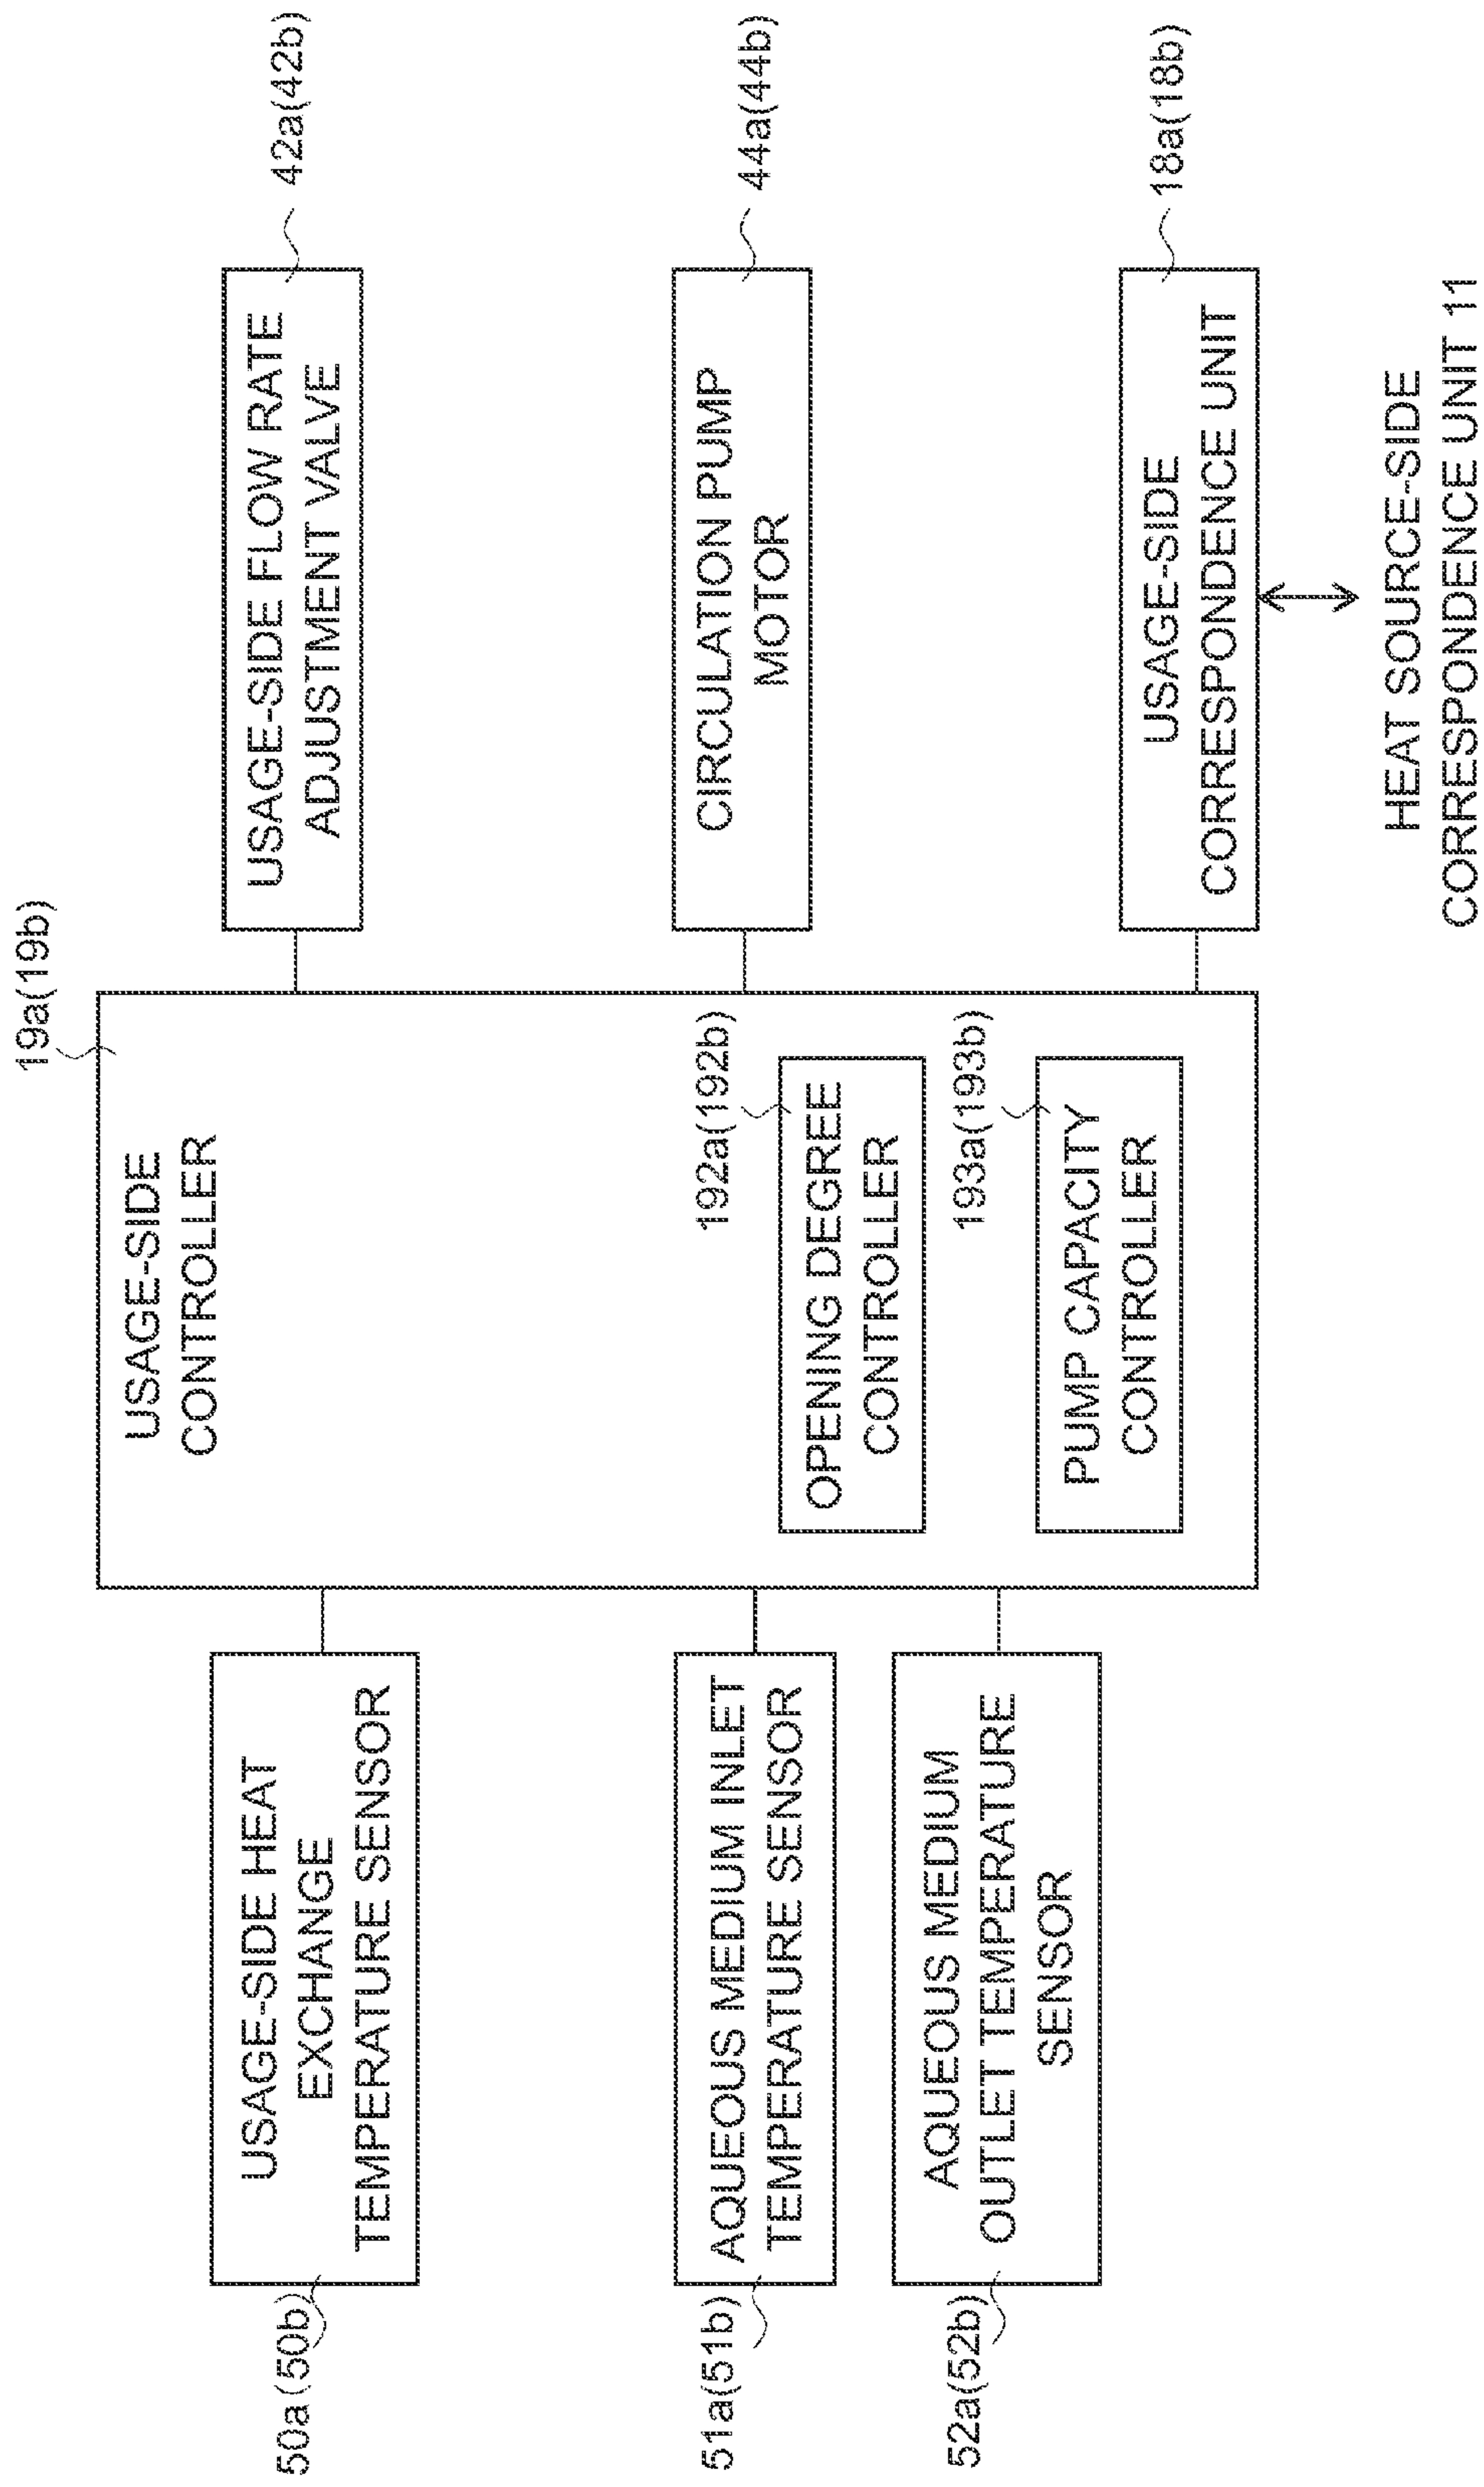 19a(19b)
USAGE-SIDE
CONTROLLER
192a(192b)
OPENING DEGREE
CONTROLLER
193a(193b)
PUMP CAPACITY
CONTROLLER
50a(50b)
USAGE-SIDE HEAT
EXCHANGE
TEMPERATURE SENSOR
51a(51b)
AQUEOUS MEDIUM INLET
TEMPERATURE SENSOR
52a(52b)
AQUEOUS MEDIUM
OUTLET TEMPERATURE
SENSOR
USAGE-SIDE FLOW RATE
ADJUSTMENT VALVE
42a(42b)
CIRCULATION PUMP
MOTOR
44a(44b)
USAGE-SIDE
CORRESPONDENCE UNIT
18a(18b)
HEAT SOURCE-SIDE
CORRESPONDENCE UNIT 11